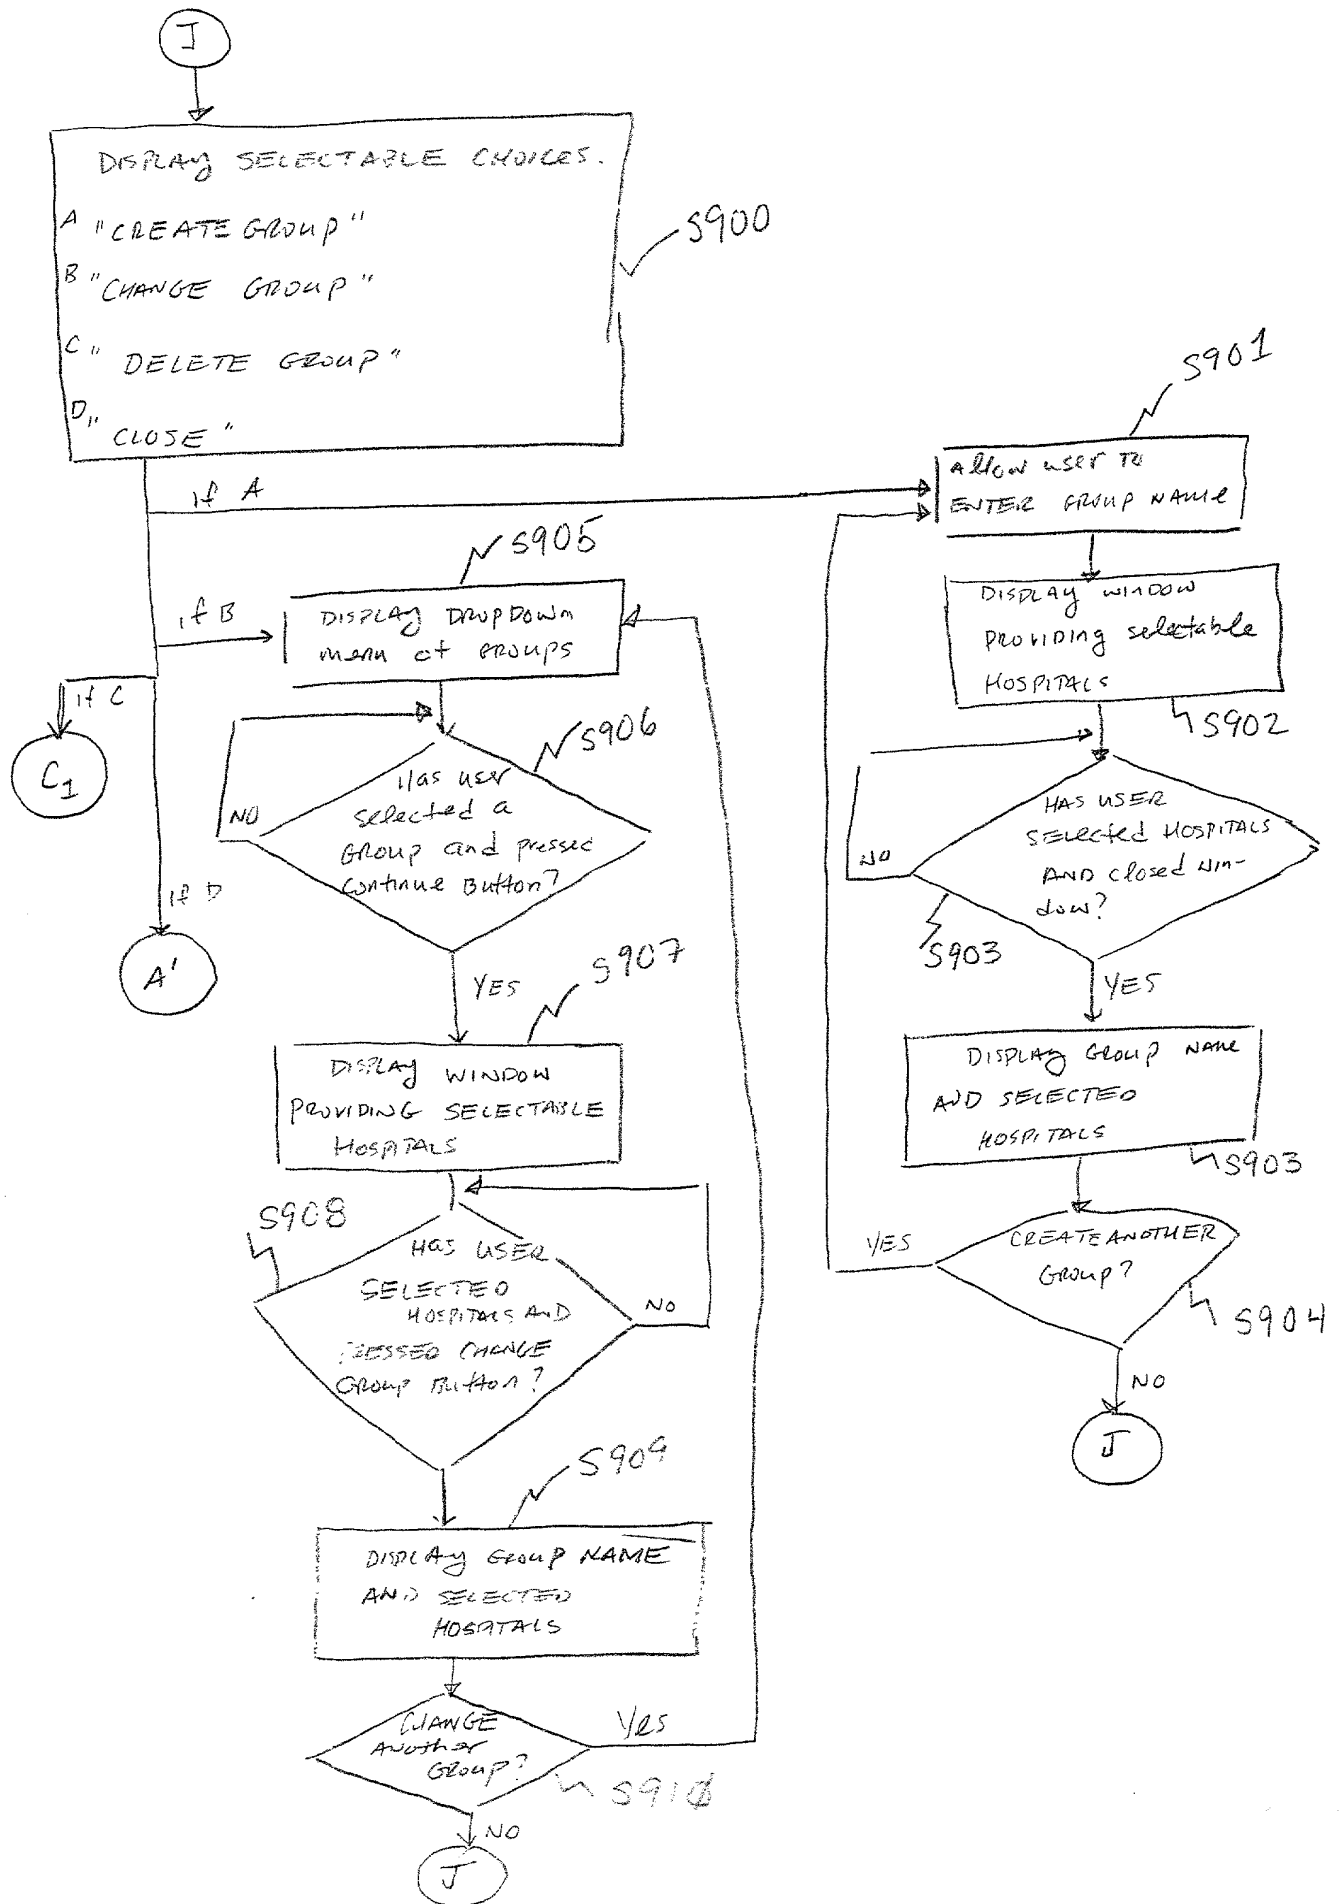 J
DISPLAY SELECTABLE CHOICES.
A "CREATE GROUP"
B "CHANGE GROUP"
C "DELETE GROUP"
D "CLOSE"
S900
if A
if B
if C
C1
if D
A'
S901
Allow user to
ENTER GROUP NAME
DISPLAY WINDOW
PROVIDING selectable
HOSPITALS
S902
HAS USER
SELECTED HOSPITALS
AND closed win-
dow?
NO
S903
YES
DISPLAY GROUP NAME
AND SELECTED
HOSPITALS
S903
CREATE ANOTHER
GROUP?
YES
S904
NO
J
S905
DISPLAY DROPDOWN
menu of GROUPS
S906
Has user
selected a
GROUP and pressed
continue Button?
NO
YES
S907
DISPLAY WINDOW
PROVIDING SELECTABLE
HOSPITALS
S908
HAS USER
SELECTED
HOSPITALS AND
PRESSED CHANGE
GROUP Button?
NO
S909
DISPLAY GROUP NAME
AND SELECTED
HOSPITALS
CHANGE
Another
GROUP?
Yes
S910
NO
J